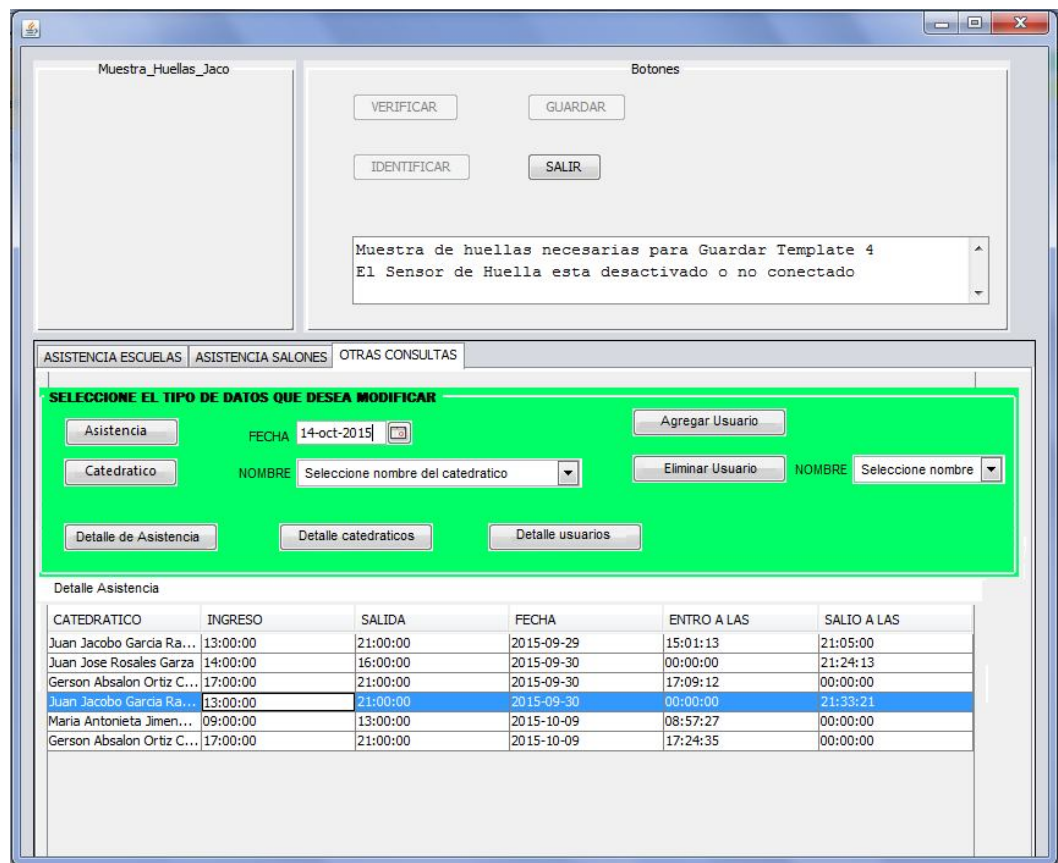 Muestra_Huellas_Jaco
Botones
VERIFICAR
GUARDAR
IDENTIFICAR
SALIR
Muestra de huellas necesarias para Guardar Template 4
El Sensor de Huella esta desactivado o no conectado
ASISTENCIA ESCUELAS ASISTENCIA SALONES OTRAS CONSULTAS
SELECCIONE EL TIPO DE DATOS QUE DESEA MODIFICAR
Asistencia FECHA 14-oct-2015 Agregar Usuario
Catedratico NOMBRE Seleccione nombre del catedratico Eliminar Usuario NOMBRE Seleccione nombre
Detalle de Asistencia Detalle catedraticos Detalle usuarios
Detalle Asistencia
CATEDRATICO INGRESO SALIDA FECHA ENTRO A LAS SALIO A LAS
Juan Jacobo Garcia Ra... 13:00:00 21:00:00 2015-09-29 15:01:13 21:05:00
Juan Jose Rosales Garza 14:00:00 16:00:00 2015-09-30 00:00:00 21:24:13
Gerson Absalon Ortiz C... 17:00:00 21:00:00 2015-09-30 17:09:12 00:00:00
Juan Jacobo Garcia Ra... 13:00:00 21:00:00 2015-09-30 00:00:00 21:33:21
Maria Antonieta Jimen... 09:00:00 13:00:00 2015-10-09 08:57:27 00:00:00
Gerson Absalon Ortiz C... 17:00:00 21:00:00 2015-10-09 17:24:35 00:00:00